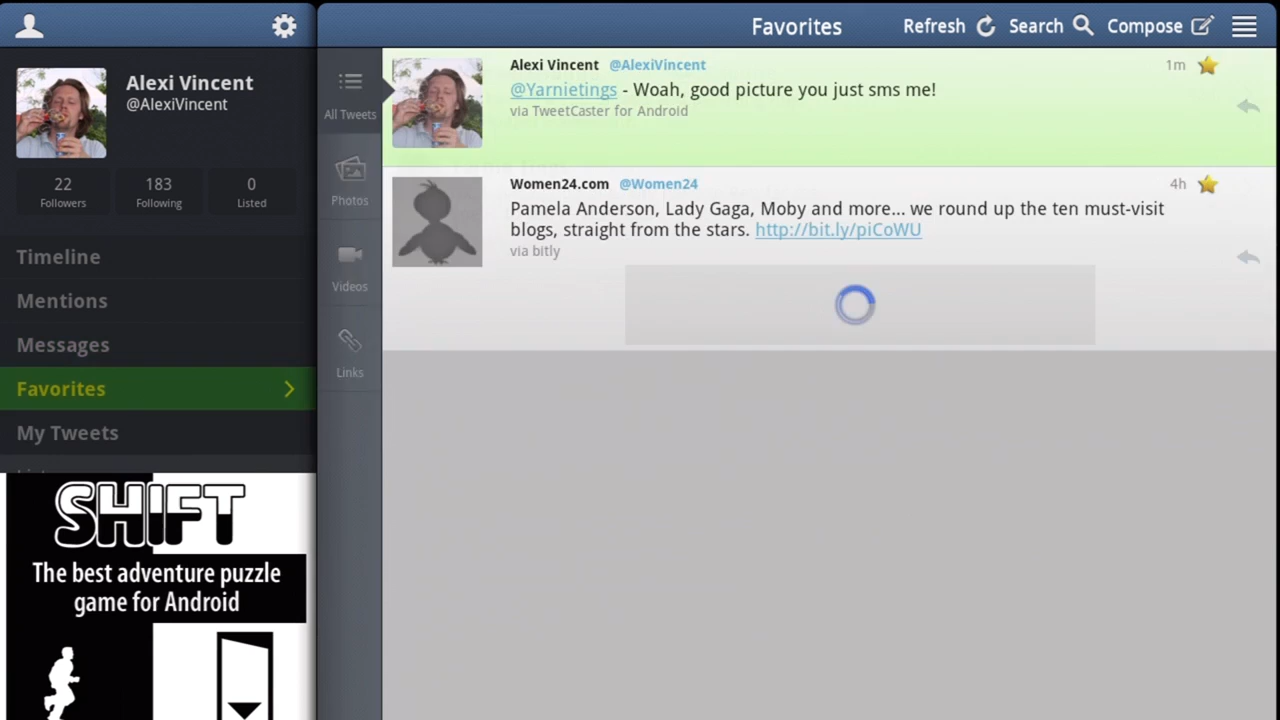 Favorites
Refresh
Search
Compose
Alexi Vincent
@AlexiVincent
22
Followers
183
Following
0
Listed
Timeline
Mentions
Messages
Favorites
My Tweets
SHIFT
The best adventure puzzle
game for Android
All Tweets
Photos
Videos
Links
Alexi Vincent @AlexiVincent 1m
@Yarnietings - Woah, good picture you just sms me!
via TweetCaster for Android
Women24.com @Women24 4h
Pamela Anderson, Lady Gaga, Moby and more... we round up the ten must-visit
blogs, straight from the stars. http://bit.ly/piCoWU
via bitly